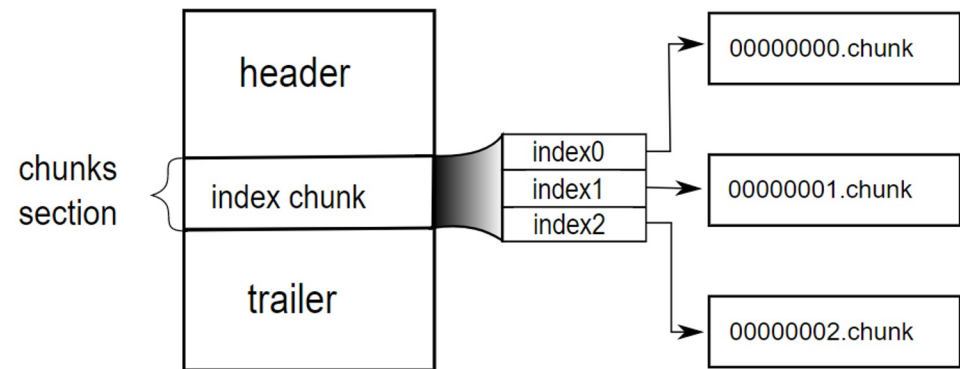 header
chunks
section
index chunk
trailer
index0
index1
index2
00000000.chunk
00000001.chunk
00000002.chunk